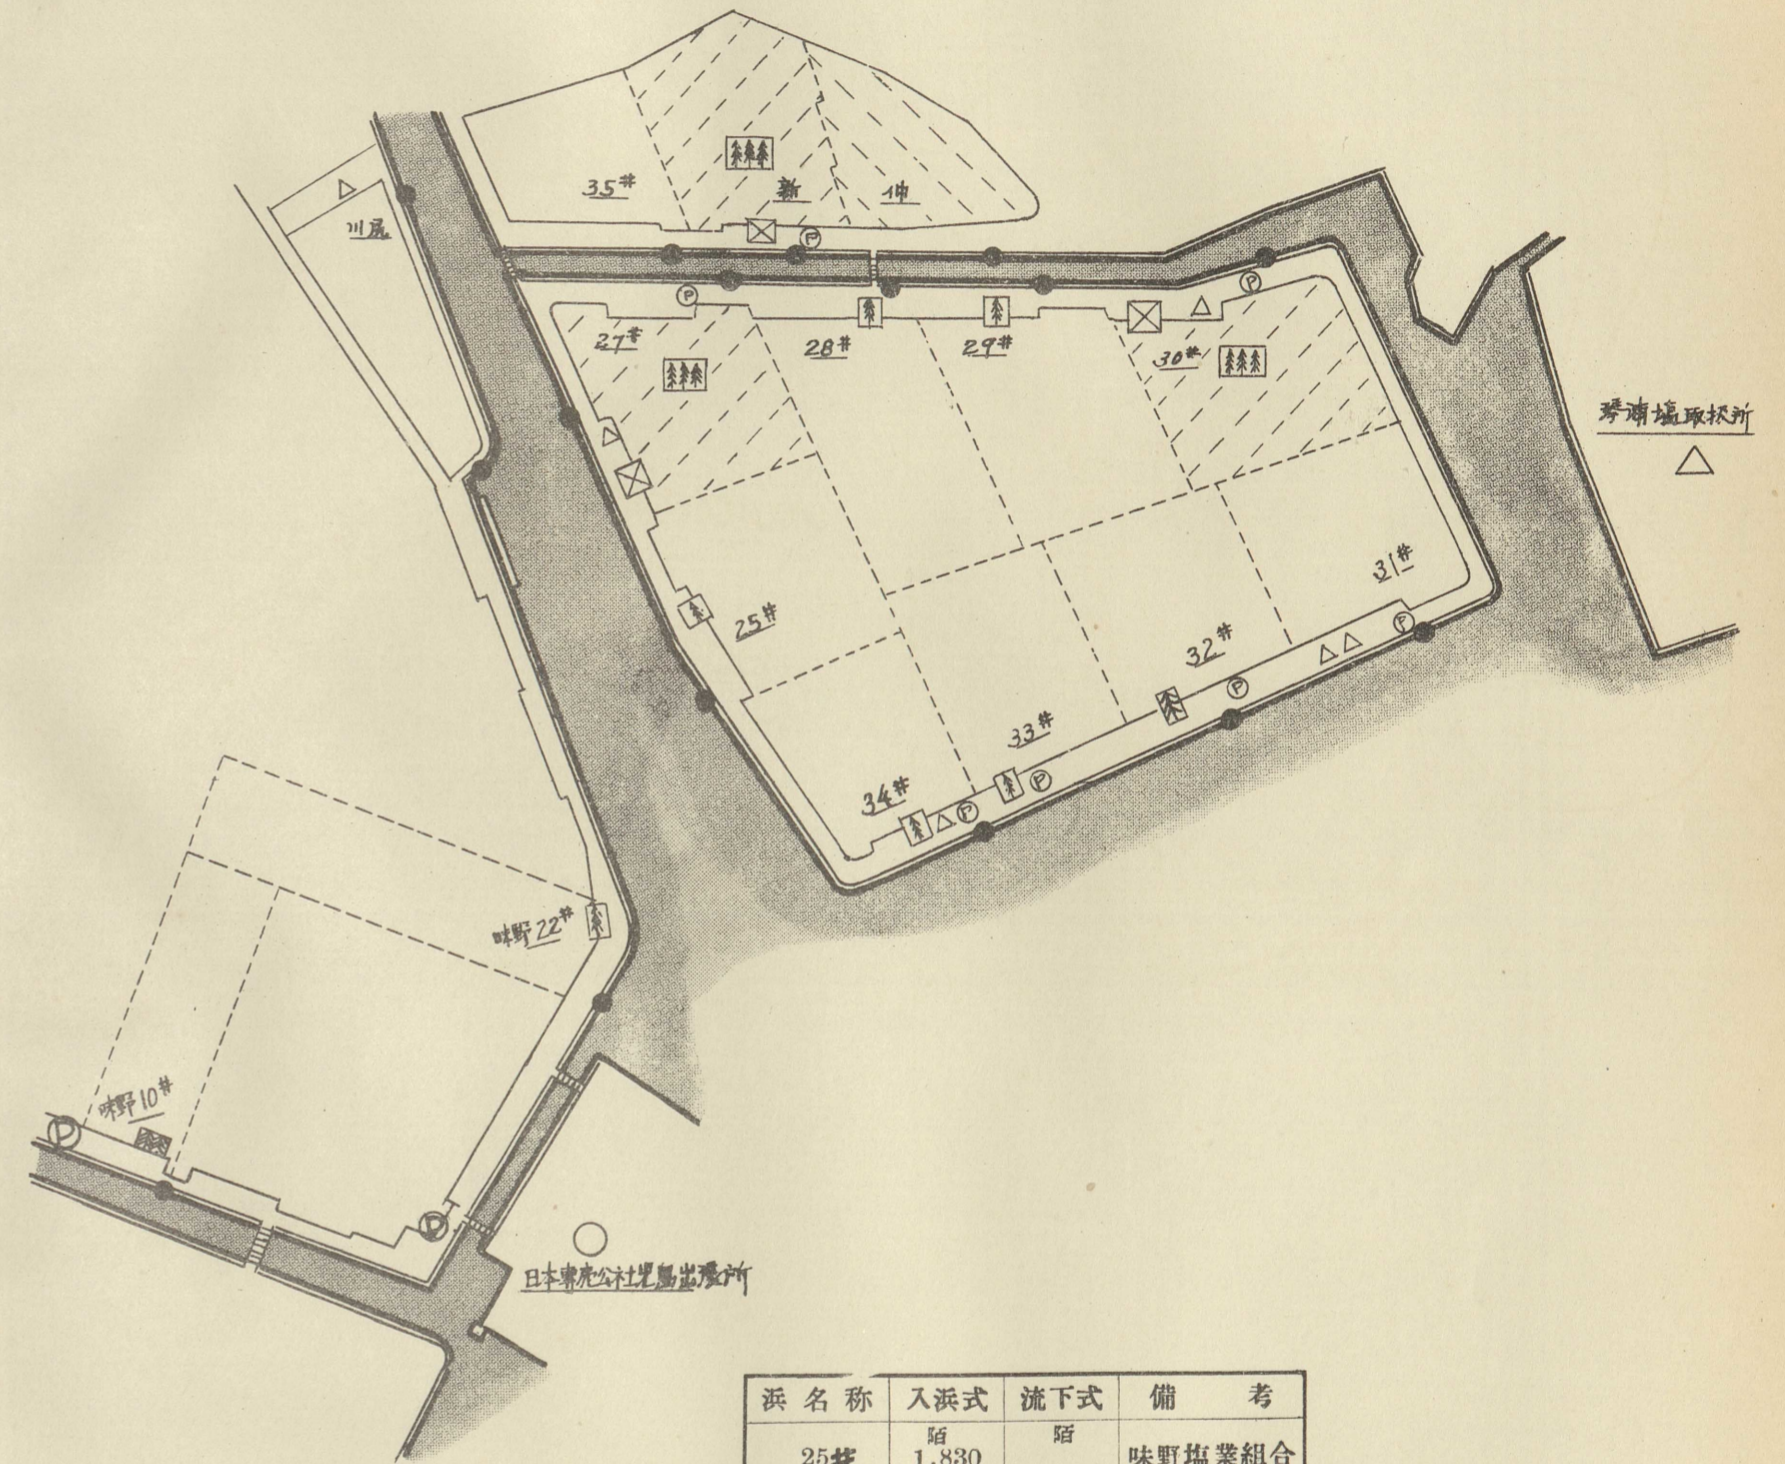 35#
新
仲
川尻
P
P
P
27#
28#
29#
30#
琴浦塩取扱所
25#
31#
32#
33#
34#
P
P
P
P
味野22#
味野10#
P
P
日本專売公社児島出張所
浜名称 入浜式 流下式 備考
陌 陌
25# 1.830 味野塩業組合